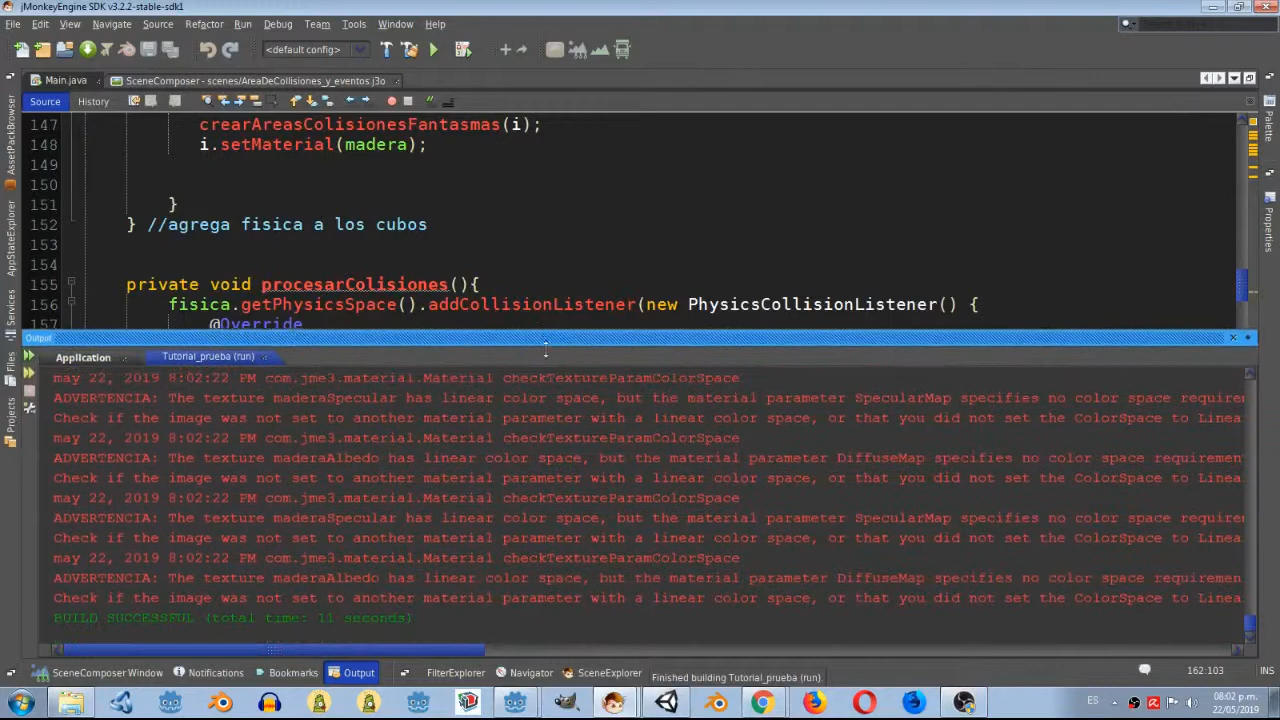 jMonkeyEngine SDK v3.2.2-stable-sdk1
File Edit View Navigate Source Refactor Run Debug Team Tools Window Help
<default config>
Main.java SceneComposer - scenes/AreaDeColisiones_y_eventos j3o
Source History
147 crearAreasColisionesFantasmas(i);
148 i.setMaterial(madera);
149
150
151 }
152 } //agrega fisica a los cubos
153
154
155 private void procesarColisiones(){
156 fisica.getPhysicsSpace().addCollisionListener(new PhysicsCollisionListener() {
157 @Override
Output
Application Tutorial_prueba (run)
may 22, 2019 8:02:22 PM com.jme3.material.Material checkTextureParamColorSpace
ADVERTENCIA: The texture maderaSpecular has linear color space, but the material parameter SpecularMap specifies no color space requiremen
Check if the image was not set to another material parameter with a linear color space, or that you did not set the ColorSpace to Linea
may 22, 2019 8:02:22 PM com.jme3.material.Material checkTextureParamColorSpace
ADVERTENCIA: The texture maderaAlbedo has linear color space, but the material parameter DiffuseMap specifies no color space requiremen
Check if the image was not set to another material parameter with a linear color space, or that you did not set the ColorSpace to Linea
may 22, 2019 8:02:22 PM com.jme3.material.Material checkTextureParamColorSpace
ADVERTENCIA: The texture maderaSpecular has linear color space, but the material parameter SpecularMap specifies no color space requiremen
Check if the image was not set to another material parameter with a linear color space, or that you did not set the ColorSpace to Linea
may 22, 2019 8:02:22 PM com.jme3.material.Material checkTextureParamColorSpace
ADVERTENCIA: The texture maderaAlbedo has linear color space, but the material parameter DiffuseMap specifies no color space requiremen
Check if the image was not set to another material parameter with a linear color space, or that you did not set the ColorSpace to Linea
BUILD SUCCESSFUL (total time: 11 seconds)
SceneComposer Window Notifications Bookmarks Output FilterExplorer Navigator SceneExplorer Finished building Tutorial_prueba (run) 162:103 INS
ES 08:02 p.m.
22/05/2019
AssetPackBrowser
AppStateExplorer
Services
Files
Projects
Palette
Properties